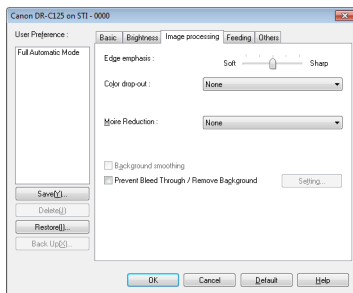 Canon DR-C125 on STI - 0000
User Preference :
Full Automatic Mode
Save(Y)...
Delete(J)
Restore(I)...
Back Up(X)...
Basic
Brightness
Image processing
Feeding
Others
Edge emphasis :
Soft
Sharp
Color drop-out :
None
Moire Reduction :
None
Background smoothing
Prevent Bleed Through / Remove Background
Setting...
OK
Cancel
Default
Help